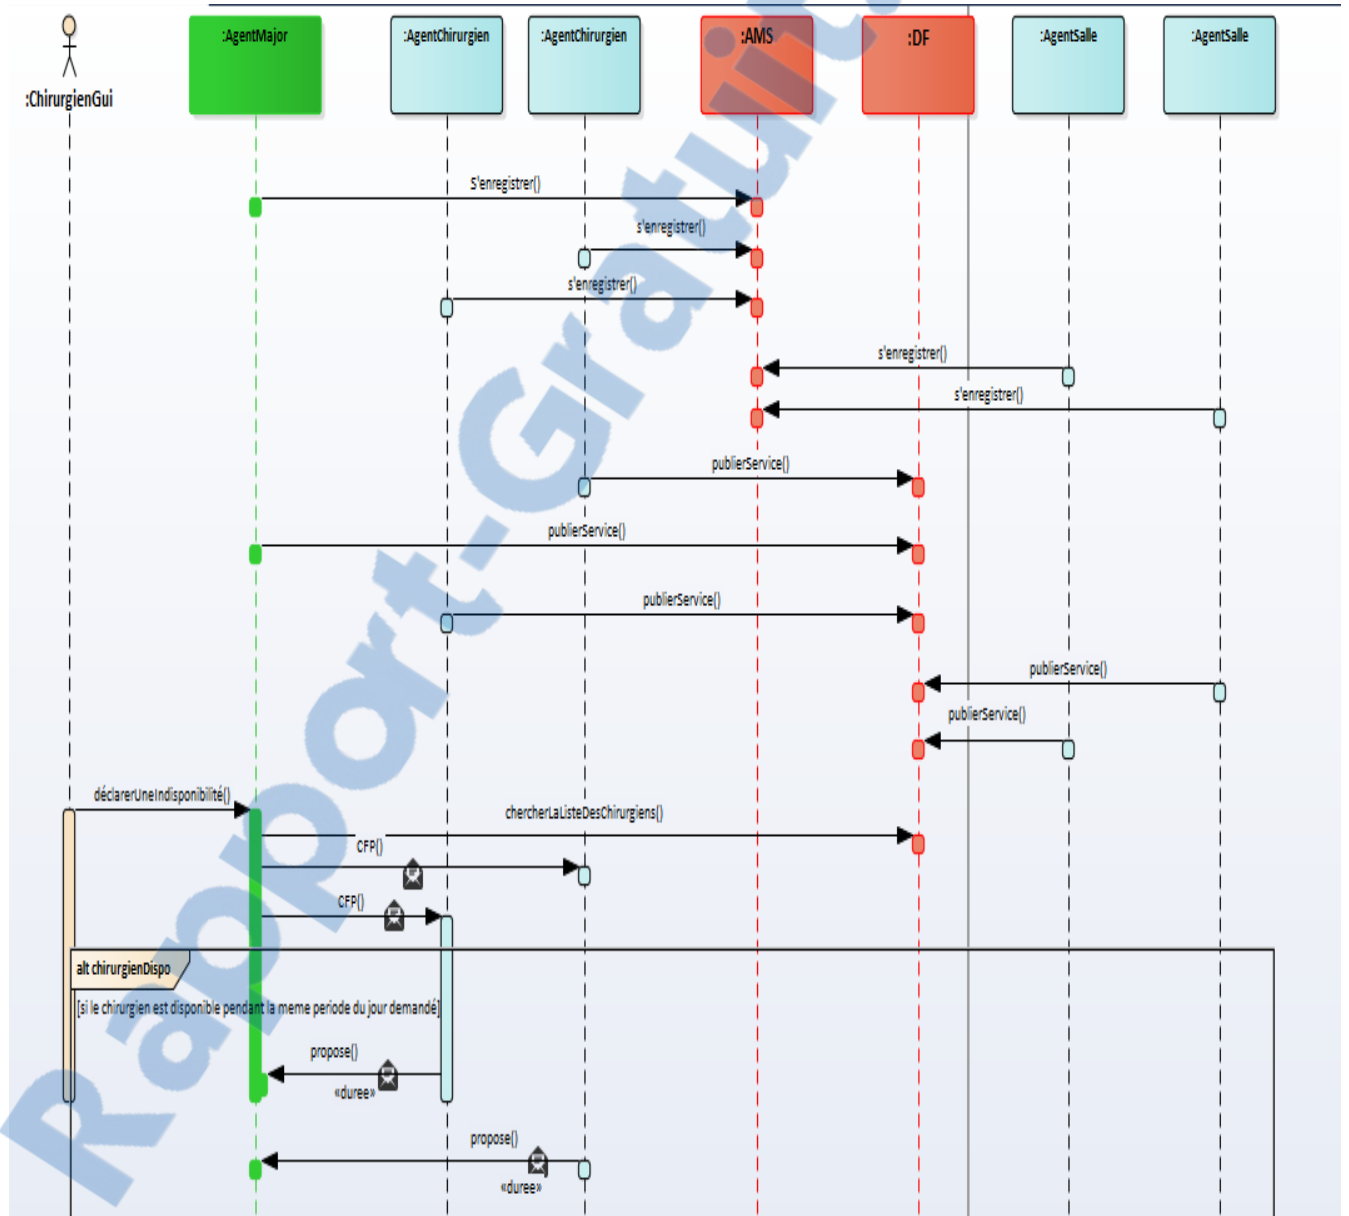 :ChirurgienGui
:AgentMajor
:AgentChirurgien
:AgentChirurgien
:AMS
:DF
:AgentSalle
:AgentSalle
S'enregistrer()
s'enregistrer()
s'enregistrer()
s'enregistrer()
s'enregistrer()
publierService()
publierService()
publierService()
publierService()
publierService()
déclarerUneIndisponibilité()
chercherLaListeDesChirurgiens()
CFP()
CFP()
alt chirurgienDispo
[si le chirurgien est disponible pendant la meme periode du jour demandé]
propose()
«duree»
propose()
«duree»
Rapport-Gratuit.